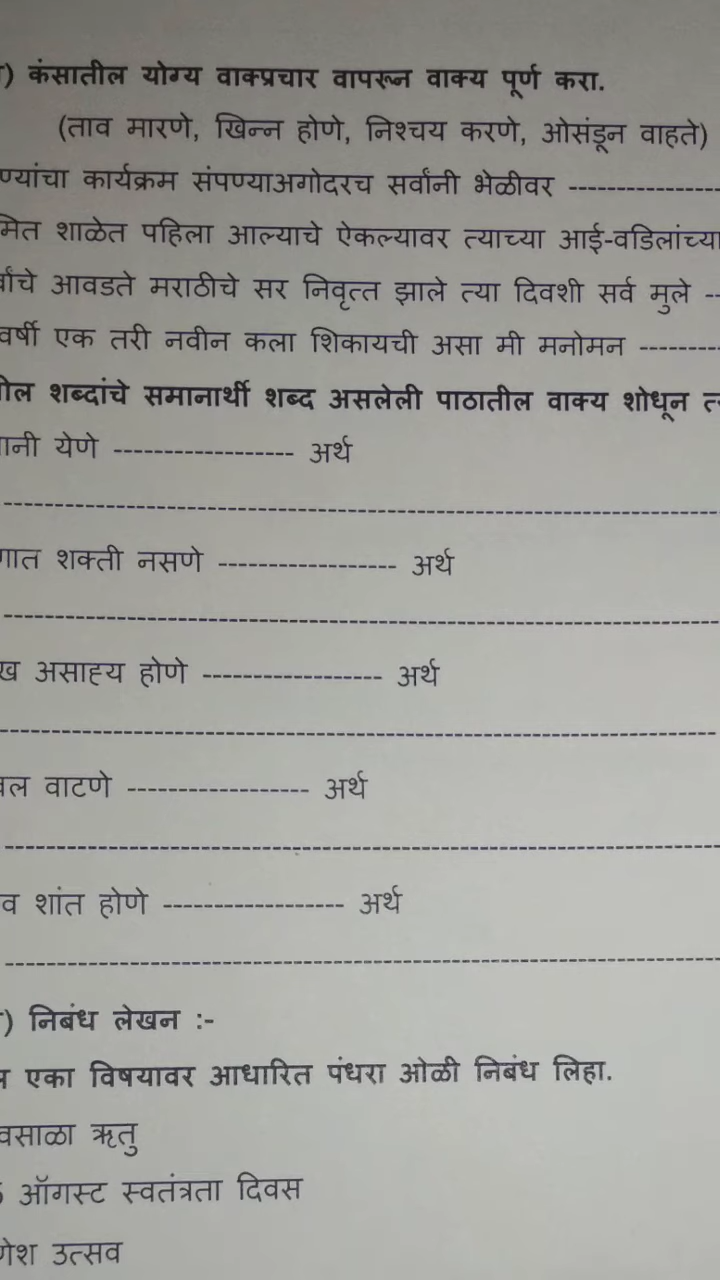 ) कंसातील योग्य वाक्प्रचार वापरून वाक्य पूर्ण करा.
(ताव मारणे, खिन्न होणे, निश्चय करणे, ओसंडून वाहते)
ण्यांचा कार्यक्रम संपण्याअगोदरच सर्वांनी भेळीवर ----------------
मित शाळेत पहिला आल्याचे ऐकल्यावर त्याच्या आई-वडिलांच्या
र्वांचे आवडते मराठीचे सर निवृत्त झाले त्या दिवशी सर्व मुले --
वर्षी एक तरी नवीन कला शिकायची असा मी मनोमन ---------
ील शब्दांचे समानार्थी शब्द असलेली पाठातील वाक्य शोधून
ानी येणे ------------------ अर्थ
गात शक्ती नसणे ------------------ अर्थ
ख असाह्य होणे ------------------ अर्थ
वाटणे ------------------ अर्थ
व शांत होणे ------------------ अर्थ
) निबंध लेखन :-
एका विषयावर आधारित पंधरा ओळी निबंध लिहा.
वसाळा ऋतु
ऑगस्ट स्वतंत्रता दिवस
णेश उत्सव